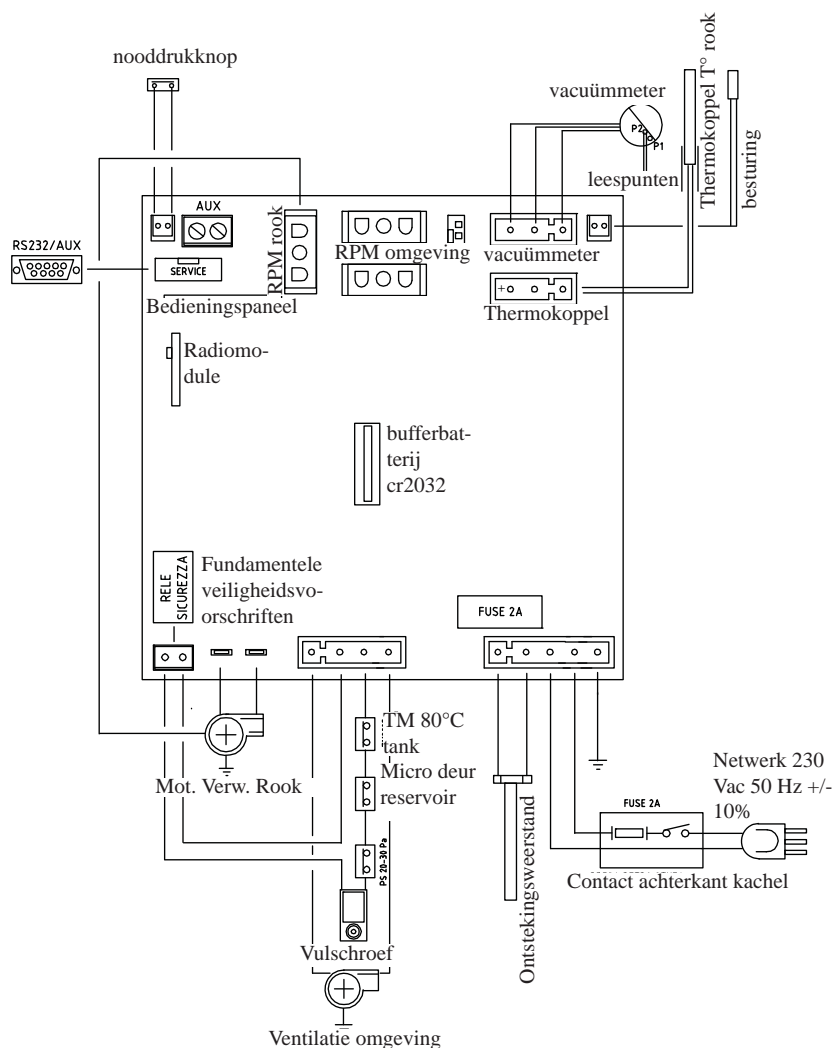 nooddrukknop
vacuümmeter
Thermokoppel T° rook
besturing
P2
P1
leespunten
AUX
RPM rook
RPM omgeving
vacuümmeter
RS232/AUX
SERVICE
Bedieningspaneel
+
Thermokoppel
Radiomo-
dule
bufferbat-
terij
cr2032
RELE
SICUREZZA
Fundamentele
veiligheidsvo-
orschriften
FUSE 2A
TM 80°C
tank
Mot. Verw. Rook
Micro deur
reservoir
PS 20-30 Pa
Vulschroef
Ventilatie omgeving
Ontstekingsweerstand
Netwerk 230
Vac 50 Hz +/-
10%
FUSE 2A
Contact achterkant kachel